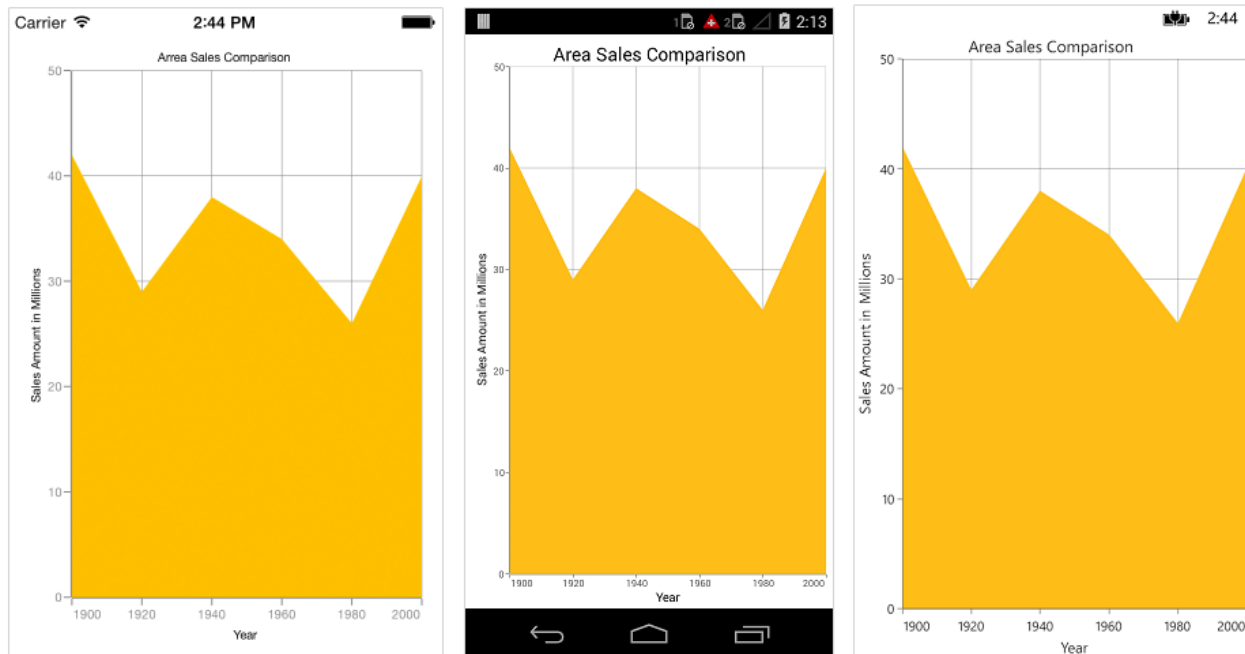 Carrier 2:44 PM
Arrea Sales Comparison
50
40
30
20
10
0
Sales Amount in Millions
1900 1920 1940 1960 1980 2000
Year
1 2 2:13
Area Sales Comparison
50
40
30
20
10
0
Sales Amount in Millions
1900 1920 1940 1960 1980 2000
Year
2:44
Area Sales Comparison
50
40
30
20
10
0
Sales Amount in Millions
1900 1920 1940 1960 1980 2000
Year